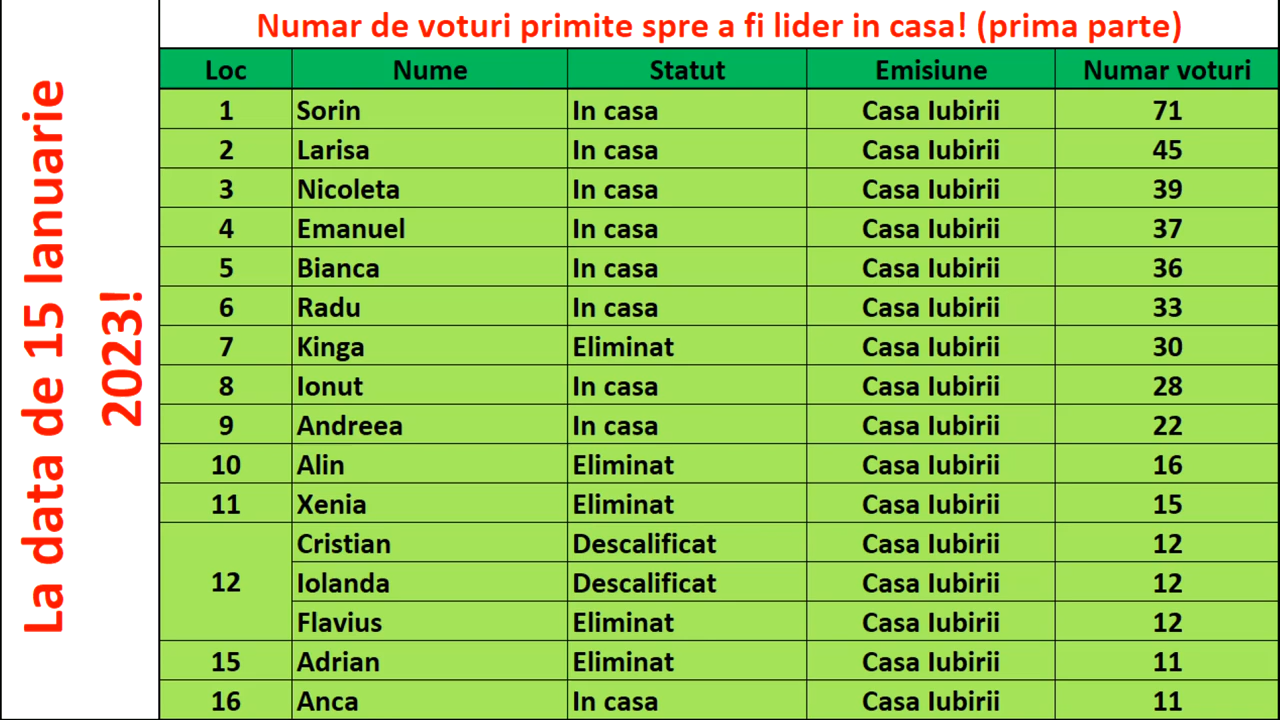 Numar de voturi primite spre a fi lider in casa! (prima parte)
La data de 15 Ianuarie
2023!
Loc Nume Statut Emisiune Numar voturi
1 Sorin In casa Casa Iubirii 71
2 Larisa In casa Casa Iubirii 45
3 Nicoleta In casa Casa Iubirii 39
4 Emanuel In casa Casa Iubirii 37
5 Bianca In casa Casa Iubirii 36
6 Radu In casa Casa Iubirii 33
7 Kinga Eliminat Casa Iubirii 30
8 Ionut In casa Casa Iubirii 28
9 Andreea In casa Casa Iubirii 22
10 Alin Eliminat Casa Iubirii 16
11 Xenia Eliminat Casa Iubirii 15
Cristian Descalificat Casa Iubirii 12
12 Iolanda Descalificat Casa Iubirii 12
Flavius Eliminat Casa Iubirii 12
15 Adrian Eliminat Casa Iubirii 11
16 Anca In casa Casa Iubirii 11